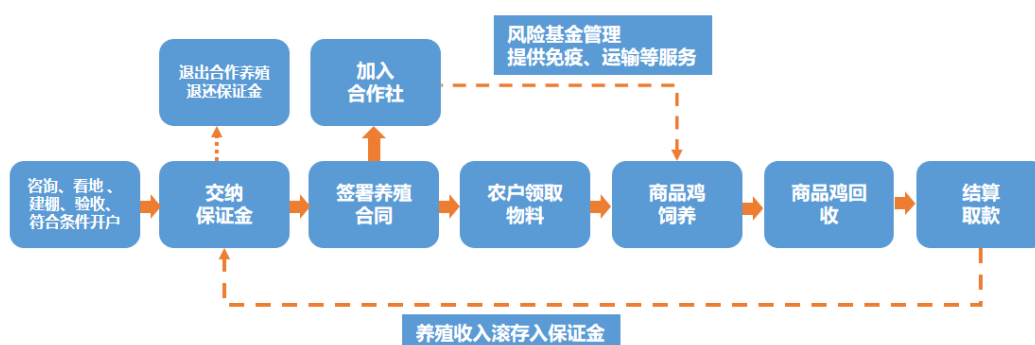 风险基金管理
提供免疫、运输等服务
退出合作养殖
退还保证金
加入
合作社
咨询、看地、
建棚、验收、
符合条件开户
交纳
保证金
签署养殖
合同
农户领取
物料
商品鸡
饲养
商品鸡回
收
结算
取款
养殖收入滚存入保证金